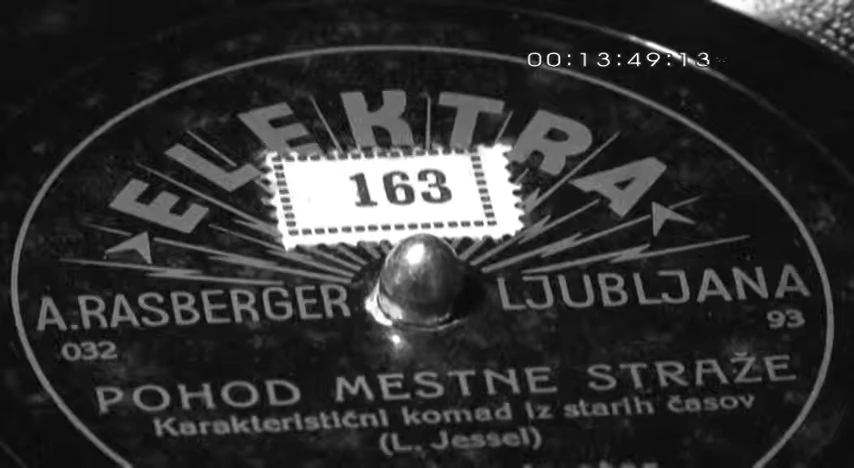 00:13:49:13
ELEKTRA
163
A.RASBERGER LJUBLJANA
032 93
POHOD MESTNE STRAŽE
Karakteristični komad iz starih časov
(L. Jessel)